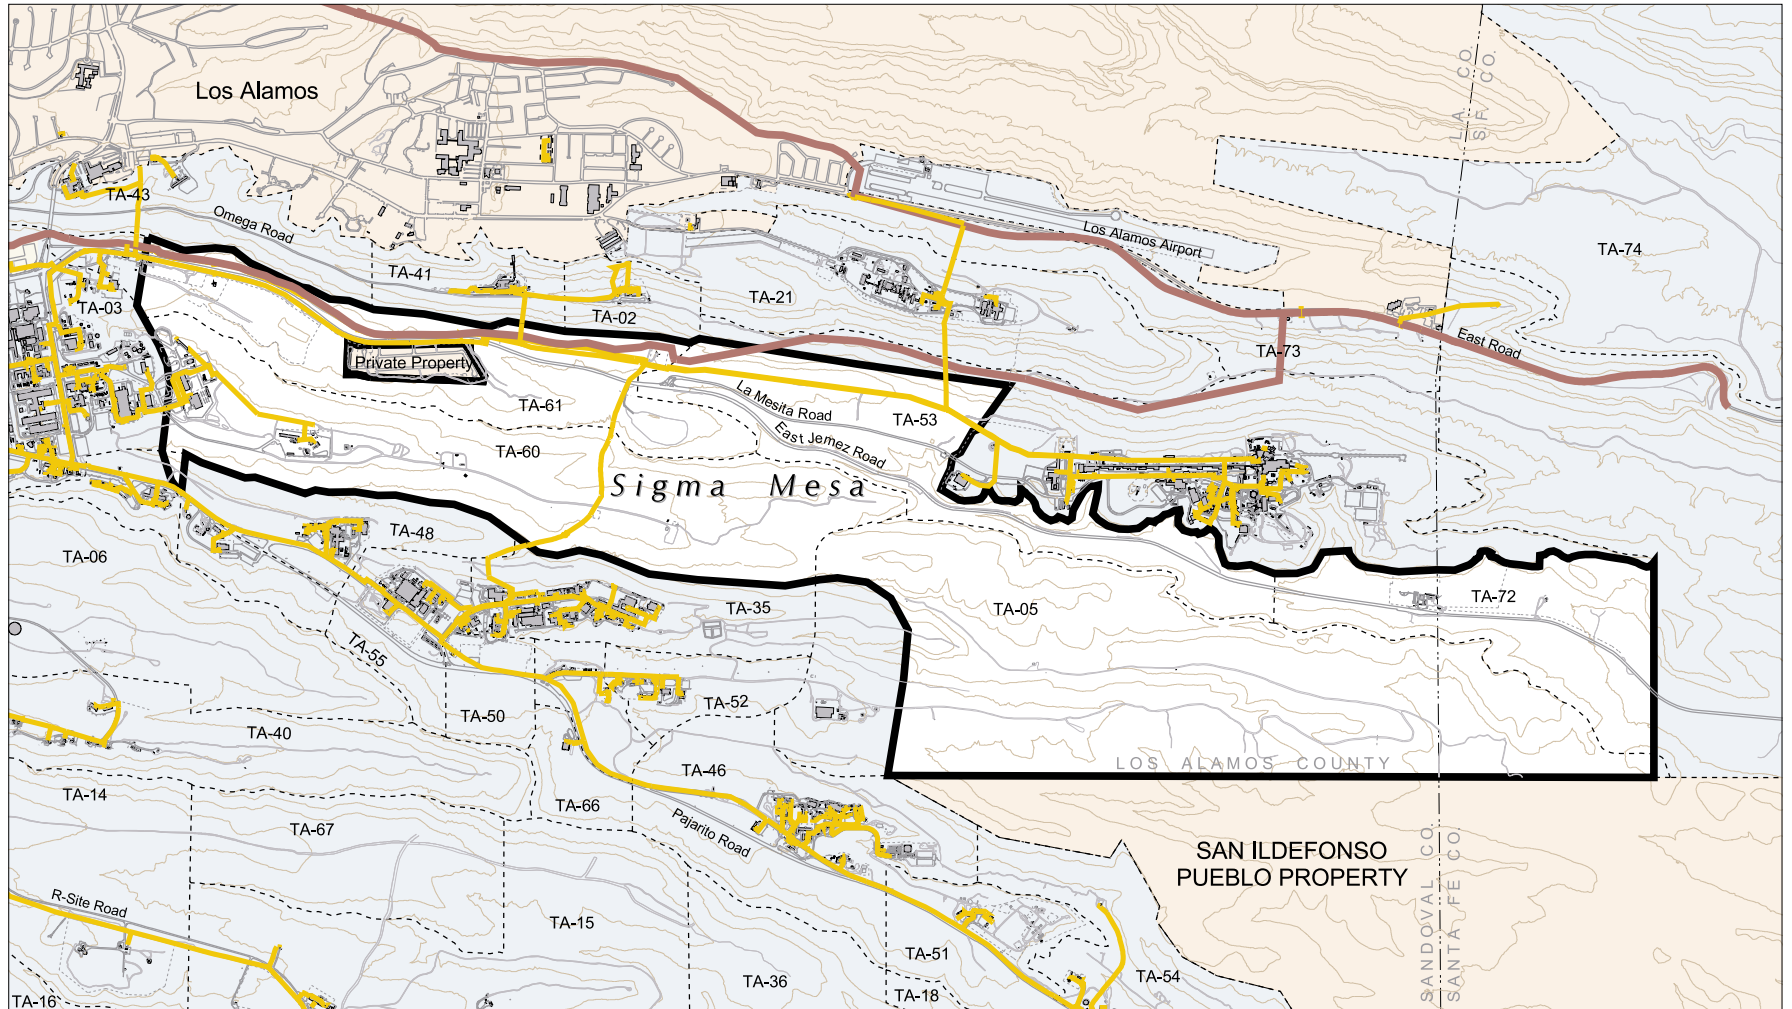 Los Alamos
LA CO.
SF CO.
TA-43
Omega Road
Los Alamos Airport
TA-74
TA-41
TA-21
TA-03
TA-02
East Road
TA-73
Private Property
La Mesita Road
TA-61
TA-53
East Jemez Road
TA-60
Sigma Mesa
TA-48
TA-06
TA-35
TA-05
TA-72
TA-55
TA-50
TA-52
TA-40
LOS ALAMOS COUNTY
TA-46
TA-14
TA-66
TA-67
Pajarito Road
SAN ILDEFONSO
PUEBLO PROPERTY
SANDOVAL CO.
SANTA FE CO.
R-Site Road
TA-15
TA-51
TA-36
TA-54
TA-18
TA-16